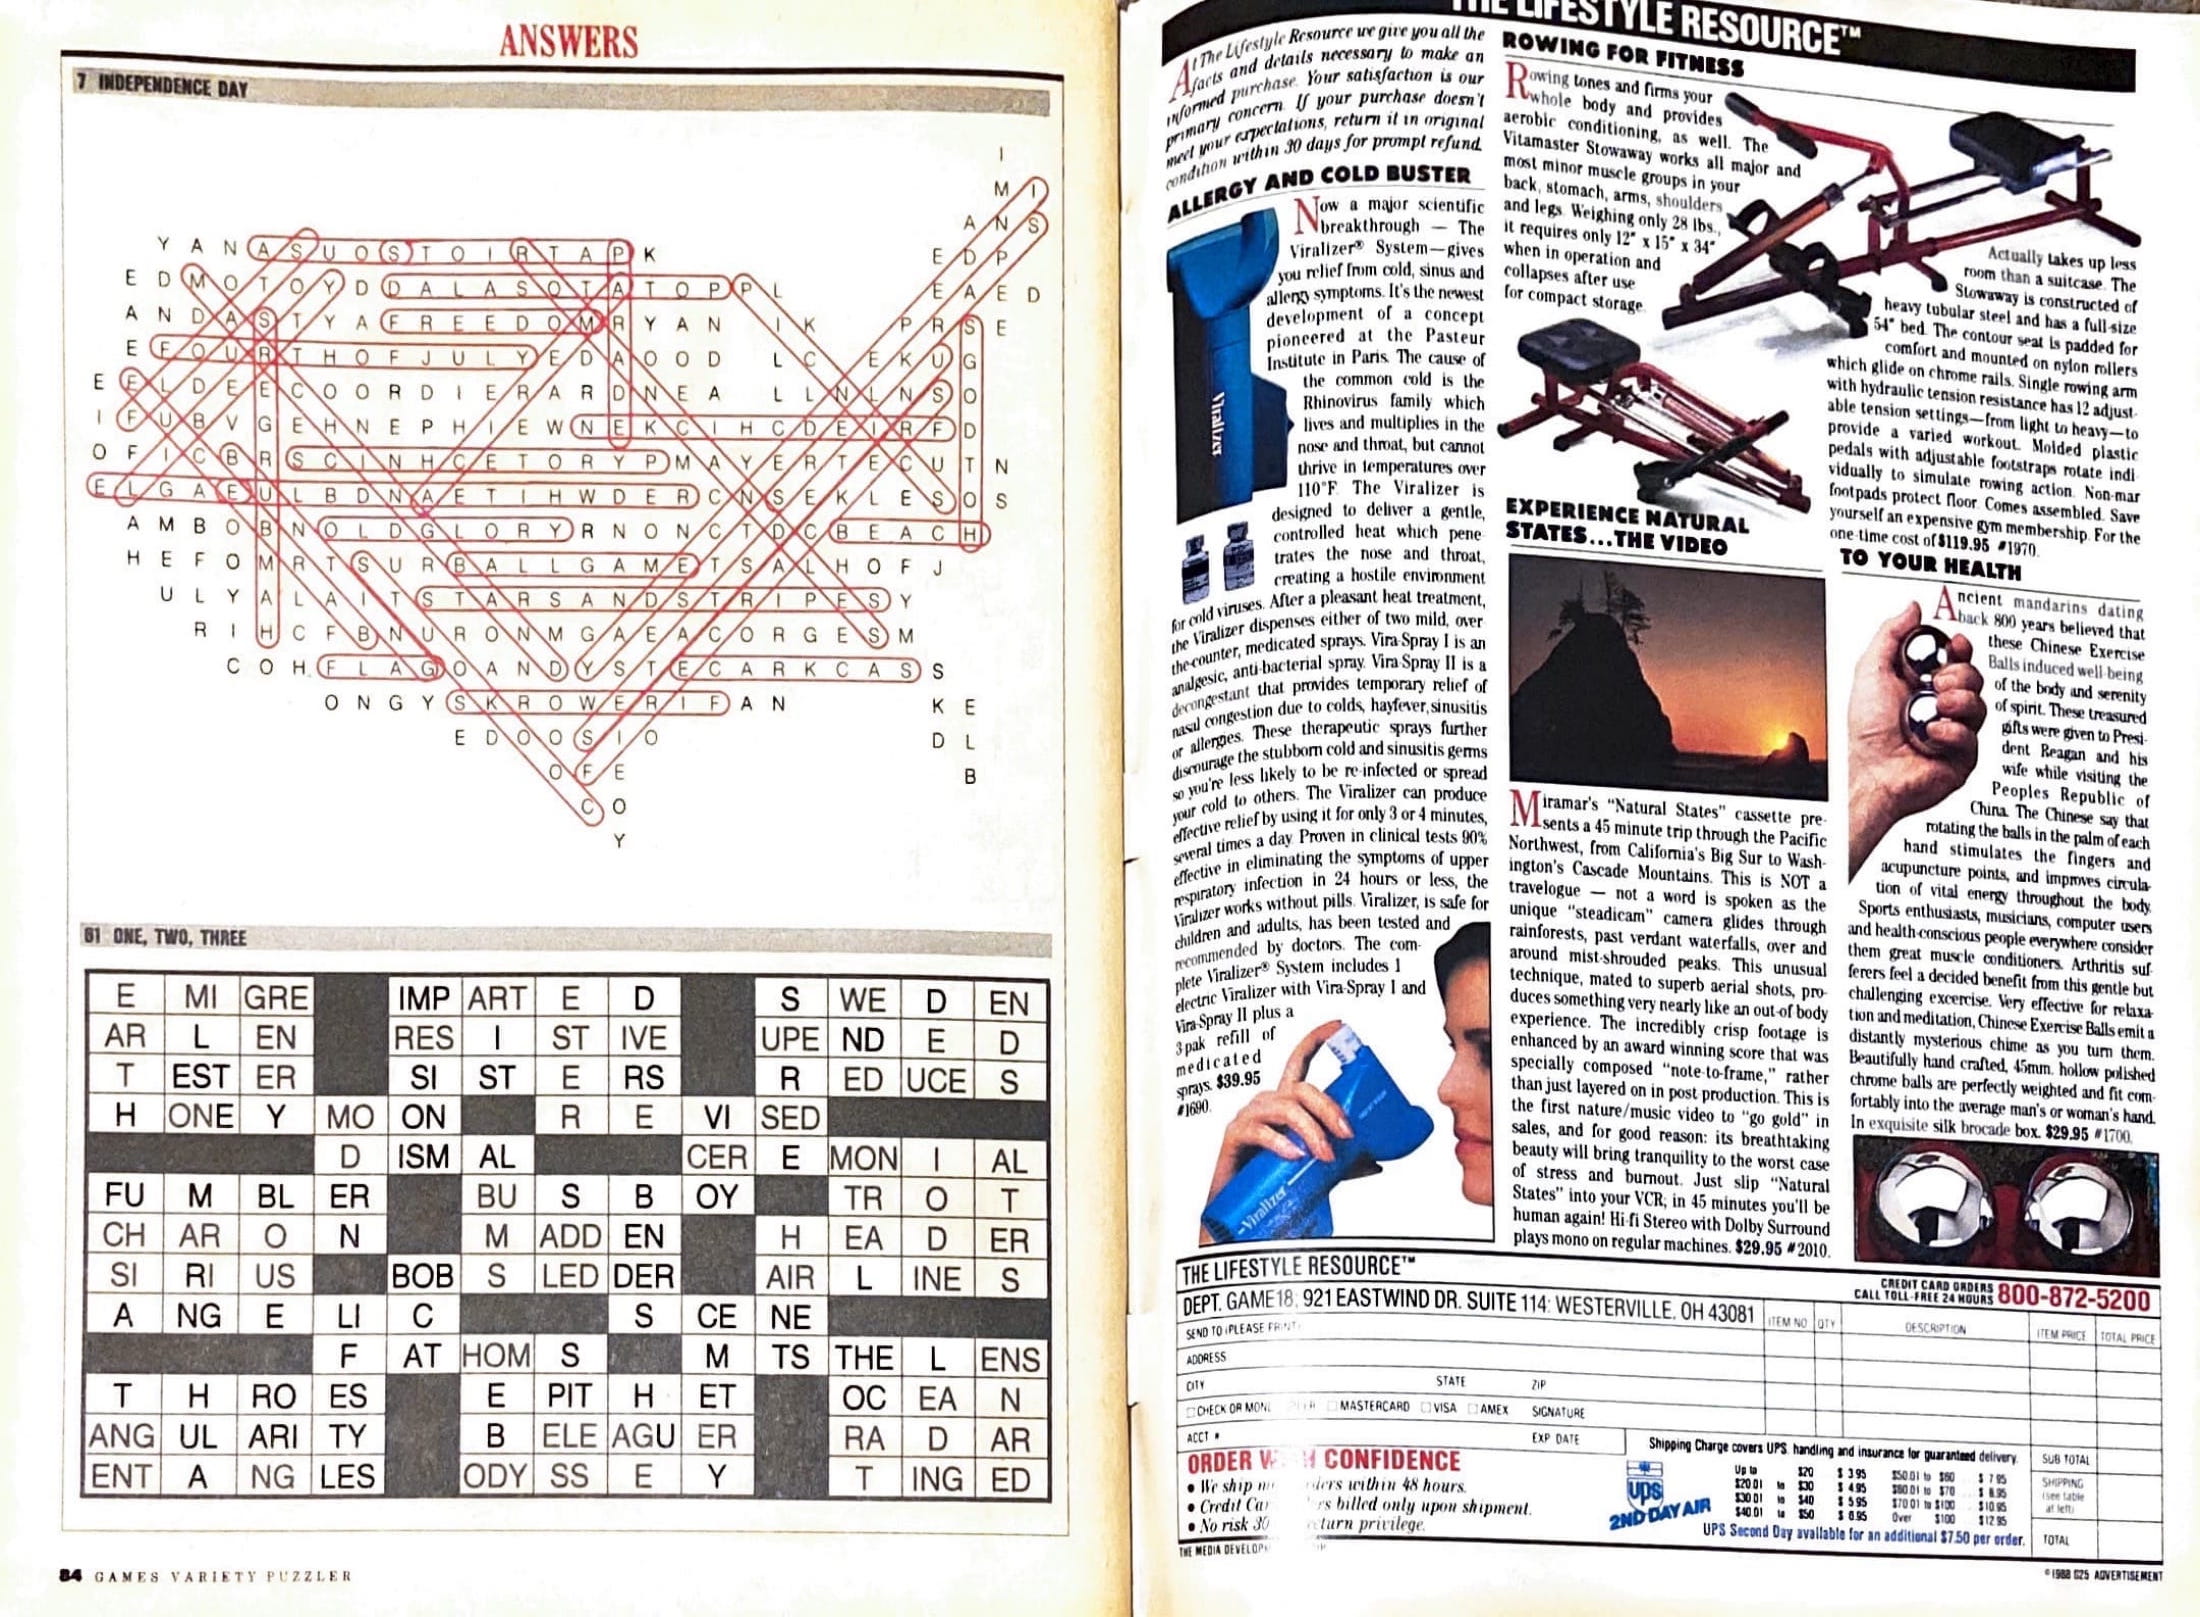 ANSWERS
7 INDEPENDENCE DAY
I
M I
A N S
Y A N A S U O S T O I R T A P K E D P
E D M O T O Y D D A L A S O T A T O P P L E A E D
A N D A S T Y A F R E E D O M R Y A N I K P R S E
E F O U R T H O F J U L Y E D A O O D L C E K U G
E E L D E E C O O R D I E R A R D N E A L L N L N S O
I F U B V G E H N E P H I E W N E K C I H C D E I R F D
O F I C B R S C I N H C E T O R Y P M A Y E R T E C U T N
E L G A E U L B D N A E T I H W D E R C N S E K L E S O S
A M B O B N O L D G L O R Y R N O N C T D C B E A C H
H E F O M R T S U R B A L L G A M E T S A L H O F J
U L Y A L A I T S T A R S A N D S T R I P E S Y
R I H C F B N U R O N M G A E A C O R G E S M
C O H F L A G O A N D Y S T E C A R K C A S S
O N G Y S K R O W E R I F A N K E
E D O O S I O D L
O F E B
C O
Y
61 ONE, TWO, THREE
E MI GRE IMP ART E D S WE D EN
AR L EN RES I ST IVE UPE ND E D
T EST ER SI ST E RS R ED UCE S
H ONE Y MO ON R E VI SED
D ISM AL CER E MON I AL
FU M BL ER BU S B OY TR O T
CH AR O N M ADD EN H EA D ER
SI RI US BOB S LED DER AIR L INE S
A NG E LI C S CE NE
F AT HOM S M TS THE L ENS
T H RO ES E PIT H ET OC EA N
ANG UL ARI TY B ELE AGU ER RA D AR
ENT A NG LES ODY SS E Y T ING ED
84 GAMES VARIETY PUZZLER
THE LIFESTYLE RESOURCE™
At The Lifestyle Resource we give you all the
facts and details necessary to make an
informed purchase. Your satisfaction is our
primary concern. If your purchase doesn't
meet your expectations, return it in original
condition within 30 days for prompt refund.
ALLERGY AND COLD BUSTER
Now a major scientific
breakthrough — The
Viralizer® System—gives
you relief from cold, sinus and
allergy symptoms. It's the newest
development of a concept
pioneered at the Pasteur
Institute in Paris. The cause of
the common cold is the
Rhinovirus family which
lives and multiplies in the
nose and throat, but cannot
thrive in temperatures over
110°F. The Viralizer is
designed to deliver a gentle,
controlled heat which pene-
trates the nose and throat,
creating a hostile environment
for cold viruses. After a pleasant heat treatment,
the Viralizer dispenses either of two mild, over-
the-counter, medicated sprays. Vira-Spray I is an
analgesic, anti-bacterial spray. Vira-Spray II is a
decongestant that provides temporary relief of
nasal congestion due to colds, hayfever, sinusitis
or allergies. These therapeutic sprays further
discourage the stubborn cold and sinusitis germs
so you're less likely to be re-infected or spread
your cold to others. The Viralizer can produce
effective relief by using it for only 3 or 4 minutes,
several times a day. Proven in clinical tests 90%
effective in eliminating the symptoms of upper
respiratory infection in 24 hours or less, the
Viralizer works without pills. Viralizer, is safe for
children and adults, has been tested and
recommended by doctors. The com-
plete Viralizer® System includes 1
electric Viralizer with Vira-Spray I and
Vira-Spray II plus a
3 pak refill of
medicated
sprays. $39.95
#1690.
Viralizer
Viralizer
ROWING FOR FITNESS
Rowing tones and firms your
whole body and provides
aerobic conditioning, as well. The
Vitamaster Stowaway works all major and
most minor muscle groups in your
back, stomach, arms, shoulders
and legs. Weighing only 28 lbs.,
it requires only 12" x 15" x 34"
when in operation and
collapses after use
for compact storage.
Actually takes up less
room than a suitcase. The
Stowaway is constructed of
heavy tubular steel and has a full-size
54" bed. The contour seat is padded for
comfort and mounted on nylon rollers
which glide on chrome rails. Single rowing arm
with hydraulic tension resistance has 12 adjust-
able tension settings—from light to heavy—to
provide a varied workout. Molded plastic
pedals with adjustable footstraps rotate indi-
vidually to simulate rowing action. Non-mar
footpads protect floor. Comes assembled. Save
yourself an expensive gym membership. For the
one-time cost of $119.95 #1970.
EXPERIENCE NATURAL
STATES...THE VIDEO
Miramar's "Natural States" cassette pre-
sents a 45 minute trip through the Pacific
Northwest, from California's Big Sur to Wash-
ington's Cascade Mountains. This is NOT a
travelogue — not a word is spoken as the
unique "steadicam" camera glides through
rainforests, past verdant waterfalls, over and
around mist-shrouded peaks. This unusual
technique, mated to superb aerial shots, pro-
duces something very nearly like an out-of body
experience. The incredibly crisp footage is
enhanced by an award winning score that was
specially composed "note-to-frame," rather
than just layered on in post production. This is
the first nature/music video to "go gold" in
sales, and for good reason: its breathtaking
beauty will bring tranquility to the worst case
of stress and burnout. Just slip "Natural
States" into your VCR; in 45 minutes you'll be
human again! Hi-fi Stereo with Dolby Surround
plays mono on regular machines. $29.95 #2010.
TO YOUR HEALTH
Ancient mandarins dating
back 800 years believed that
these Chinese Exercise
Balls induced well-being
of the body and serenity
of spirit. These treasured
gifts were given to Presi-
dent Reagan and his
wife while visiting the
Peoples Republic of
China. The Chinese say that
rotating the balls in the palm of each
hand stimulates the fingers and
acupuncture points, and improves circula-
tion of vital energy throughout the body.
Sports enthusiasts, musicians, computer users
and health-conscious people everywhere consider
them great muscle conditioners. Arthritis suf-
ferers feel a decided benefit from this gentle but
challenging excercise. Very effective for relaxa-
tion and meditation, Chinese Exercise Balls emit a
distantly mysterious chime as you turn them.
Beautifully hand crafted, 45mm. hollow polished
chrome balls are perfectly weighted and fit com-
fortably into the average man's or woman's hand.
In exquisite silk brocade box. $29.95 #1700.
THE LIFESTYLE RESOURCE™
DEPT. GAME18; 921 EASTWIND DR. SUITE 114: WESTERVILLE, OH 43081
CREDIT CARD ORDERS
CALL TOLL-FREE 24 HOURS 800-872-5200
SEND TO (PLEASE PRINT)
ITEM NO QTY DESCRIPTION ITEM PRICE TOTAL PRICE
ADDRESS
CITY STATE ZIP
CHECK OR MON MASTERCARD VISA AMEX SIGNATURE
ACCT # EXP DATE
ORDER W H CONFIDENCE
• We ship within 48 hours.
• Credit billed only upon shipment.
• No risk 30 privilege.
THE MEDIA
Shipping Charge covers UPS. handling and insurance for guaranteed delivery.
ups
2ND DAY AIR
Up to $20 $ 3.95 $50.01 to $60 $ 7.95
$20.01 to $30 $ 4.95 $60.01 to $70 $ 8.95
$30.01 to $40 $ 5.95 $70.01 to $100 $10.95
$40.01 to $50 $ 6.95 Over $100 $12.95
UPS Second Day available for an additional $7.50 per order.
SUB TOTAL
SHIPPING
(see table
at left)
TOTAL
©1988 G25 ADVERTISEMENT